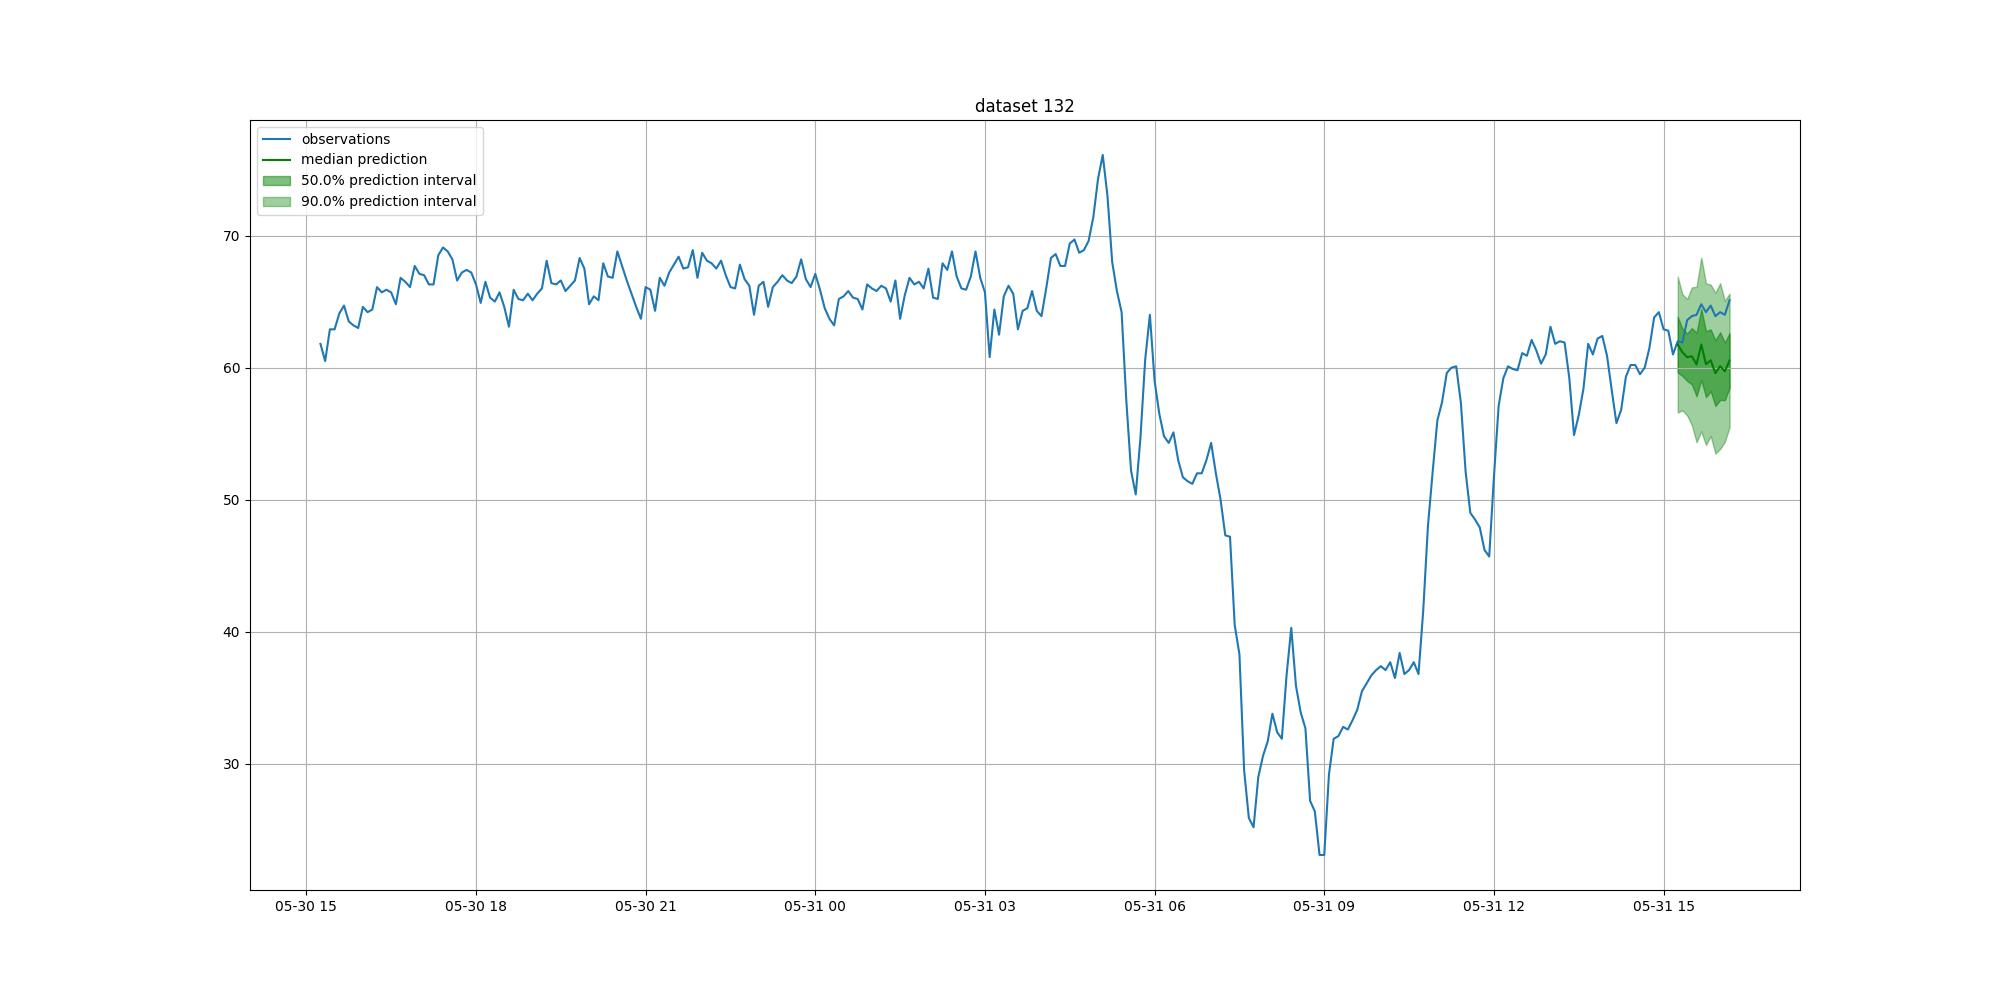 dataset 132
observations
median prediction
50.0% prediction interval
90.0% prediction interval
70
60
50
40
30
05-30 15
05-30 18
05-30 21
05-31 00
05-31 03
05-31 06
05-31 09
05-31 12
05-31 15